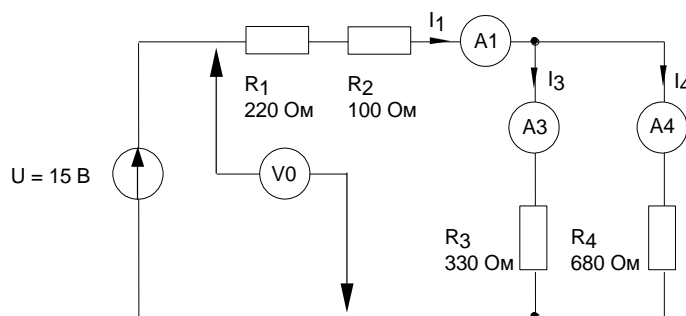 I1
A1
R1
220 Ом
R2
100 Ом
I3
I4
A3
A4
U = 15 В
V0
R3
330 Ом
R4
680 Ом